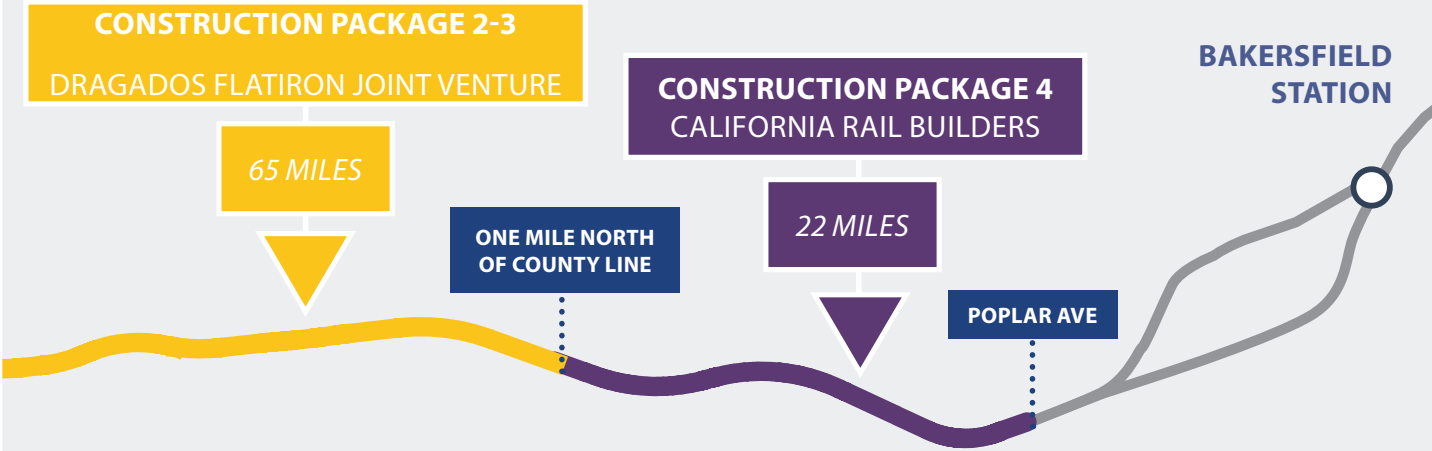 CONSTRUCTION PACKAGE 2-3
DRAGADOS FLATIRON JOINT VENTURE
65 MILES
ONE MILE NORTH
OF COUNTY LINE
CONSTRUCTION PACKAGE 4
CALIFORNIA RAIL BUILDERS
22 MILES
POPLAR AVE
BAKERSFIELD
STATION